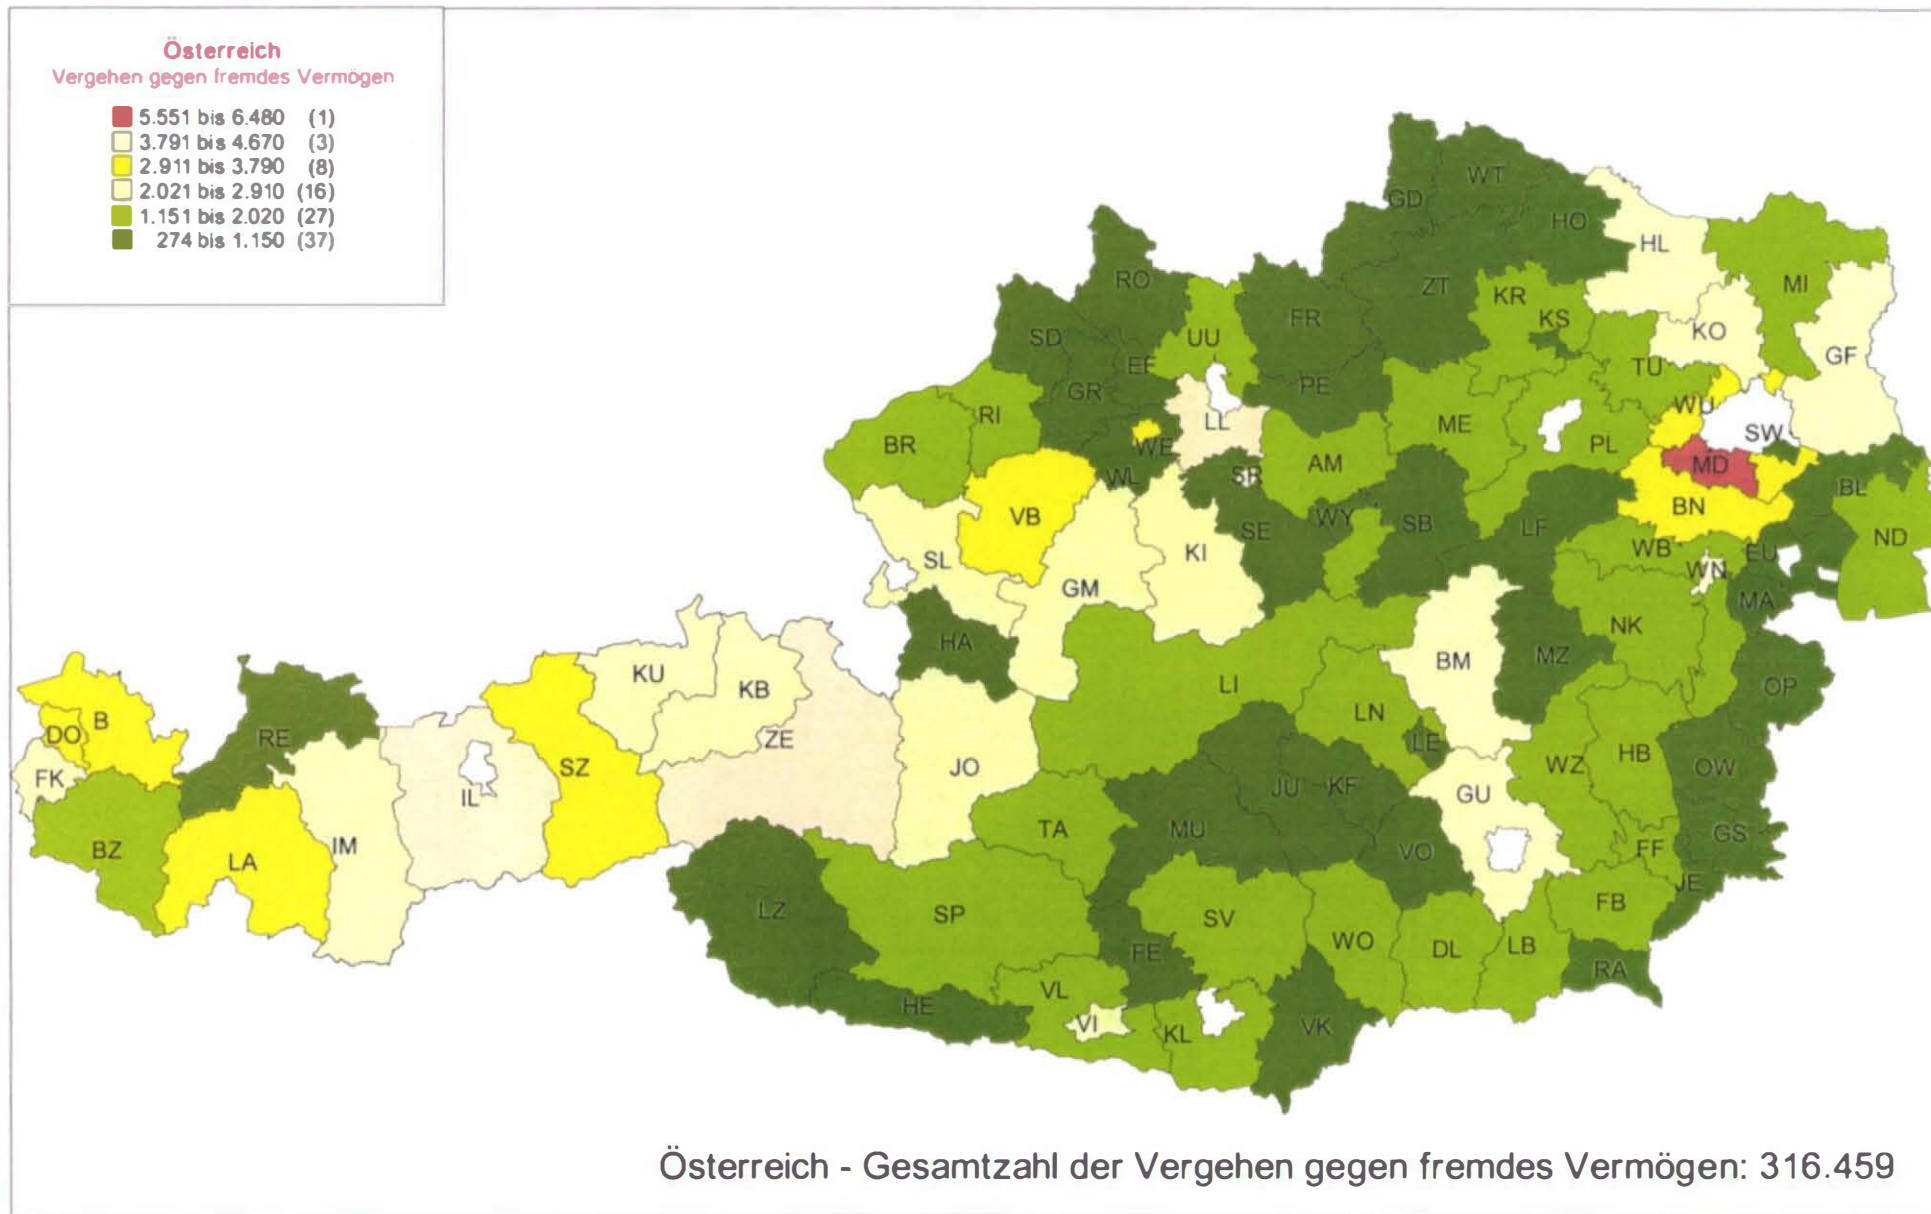 Österreich
Vergehen gegen fremdes Vermögen
5.551 bis 6.480 (1)
3.791 bis 4.670 (3)
2.911 bis 3.790 (8)
2.021 bis 2.910 (16)
1.151 bis 2.020 (27)
274 bis 1.150 (37)
WT
GD
HO
HL
RO
ZT
MI
KR
KS
FR
UU
SD
KO
GF
EF
TU
GR
PE
WU
RI
LL
ME
SW
BR
WE
PL
AM
MD
WL
SR
BL
BN
VB
WY
SB
SE
LF
ND
WB
EU
KI
SL
WN
GM
MA
NK
HA
MZ
BM
KU
LI
OP
KB
B
LN
DO
RE
ZE
LE
HB
FK
SZ
JO
WZ
OW
IL
JU
KF
GU
TA
MU
GS
IM
BZ
VO
FF
LA
JE
LZ
SP
SV
FB
WO
DL
LB
FE
RA
VL
HE
VI
KL
VK
Österreich - Gesamtzahl der Vergehen gegen fremdes Vermögen: 316.459